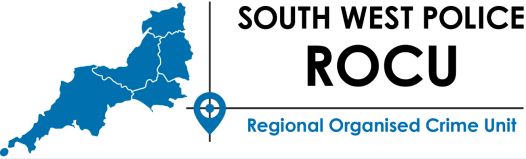 SOUTH WEST POLICE
ROCU
Regional Organised Crime Unit